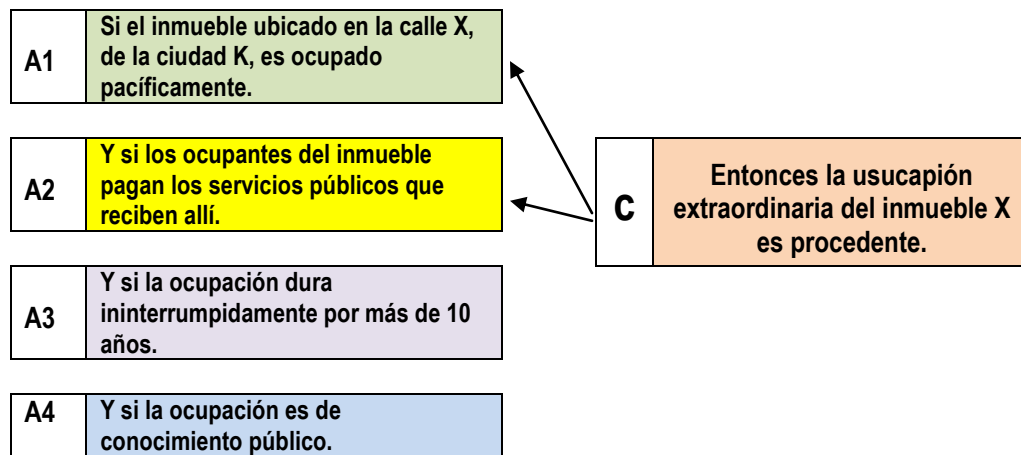 A1
Si el inmueble ubicado en la calle X,
de la ciudad K, es ocupado
pacíficamente.
A2
Y si los ocupantes del inmueble
pagan los servicios públicos que
reciben allí.
C
Entonces la usucapión
extraordinaria del inmueble X
es procedente.
A3
Y si la ocupación dura
ininterrumpidamente por más de 10
años.
A4
Y si la ocupación es de
conocimiento público.